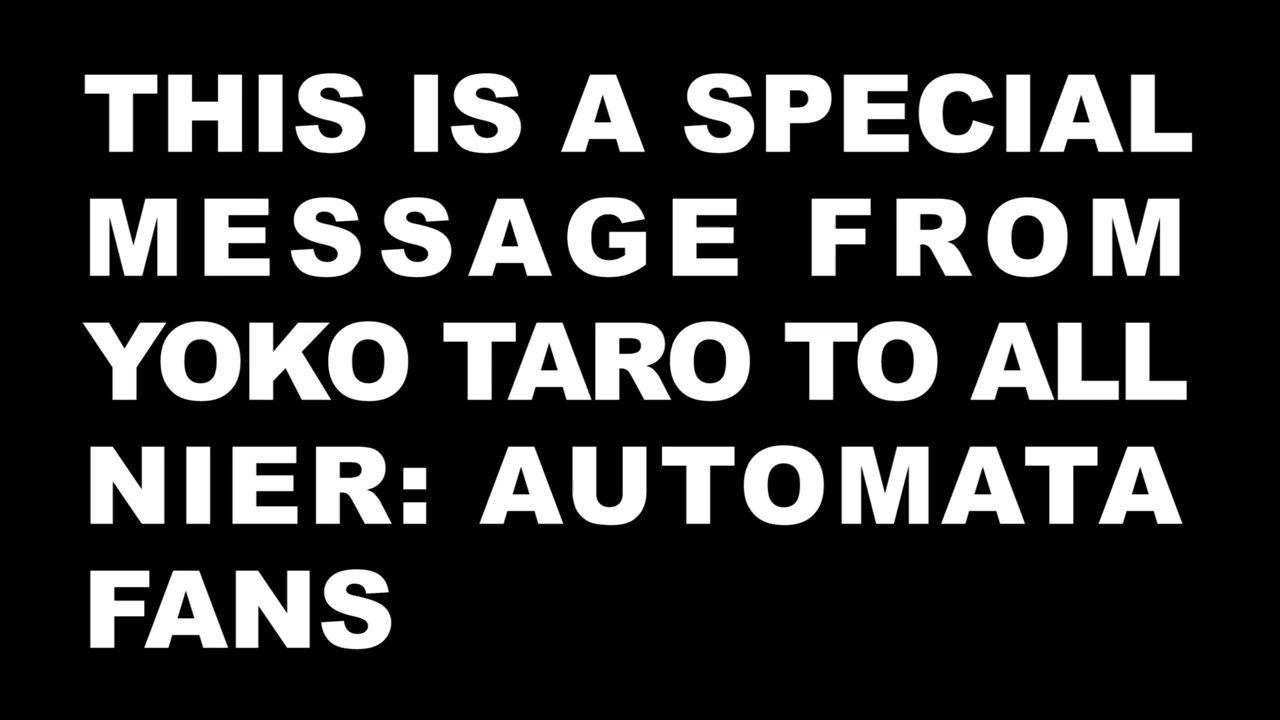 THIS IS A SPECIAL
MESSAGE FROM
YOKO TARO TO ALL
NIER: AUTOMATA
FANS